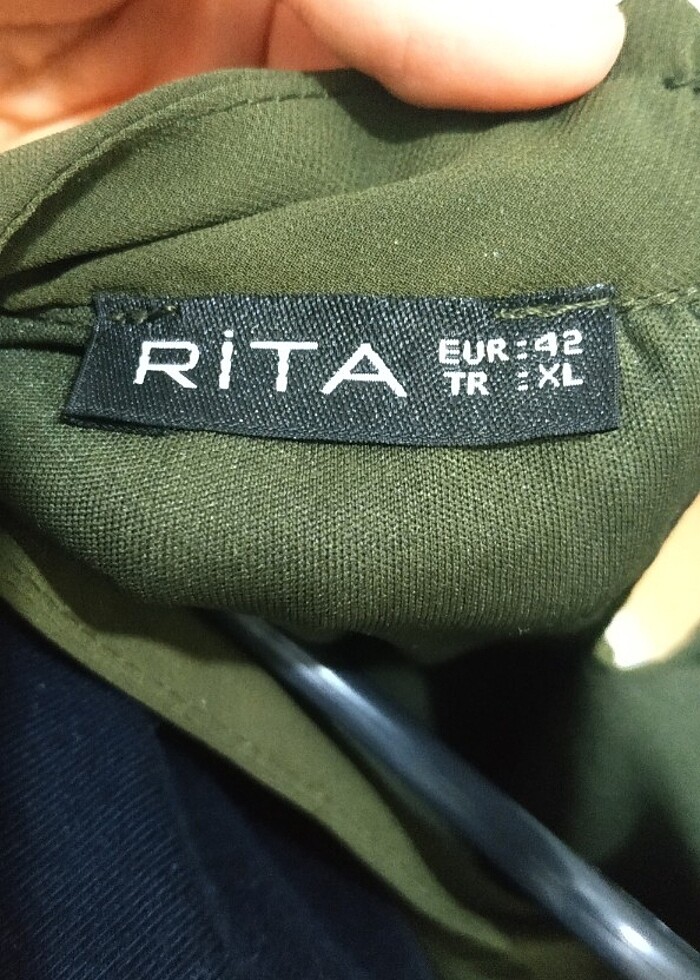 RİTA
EUR : 42
TR : XL